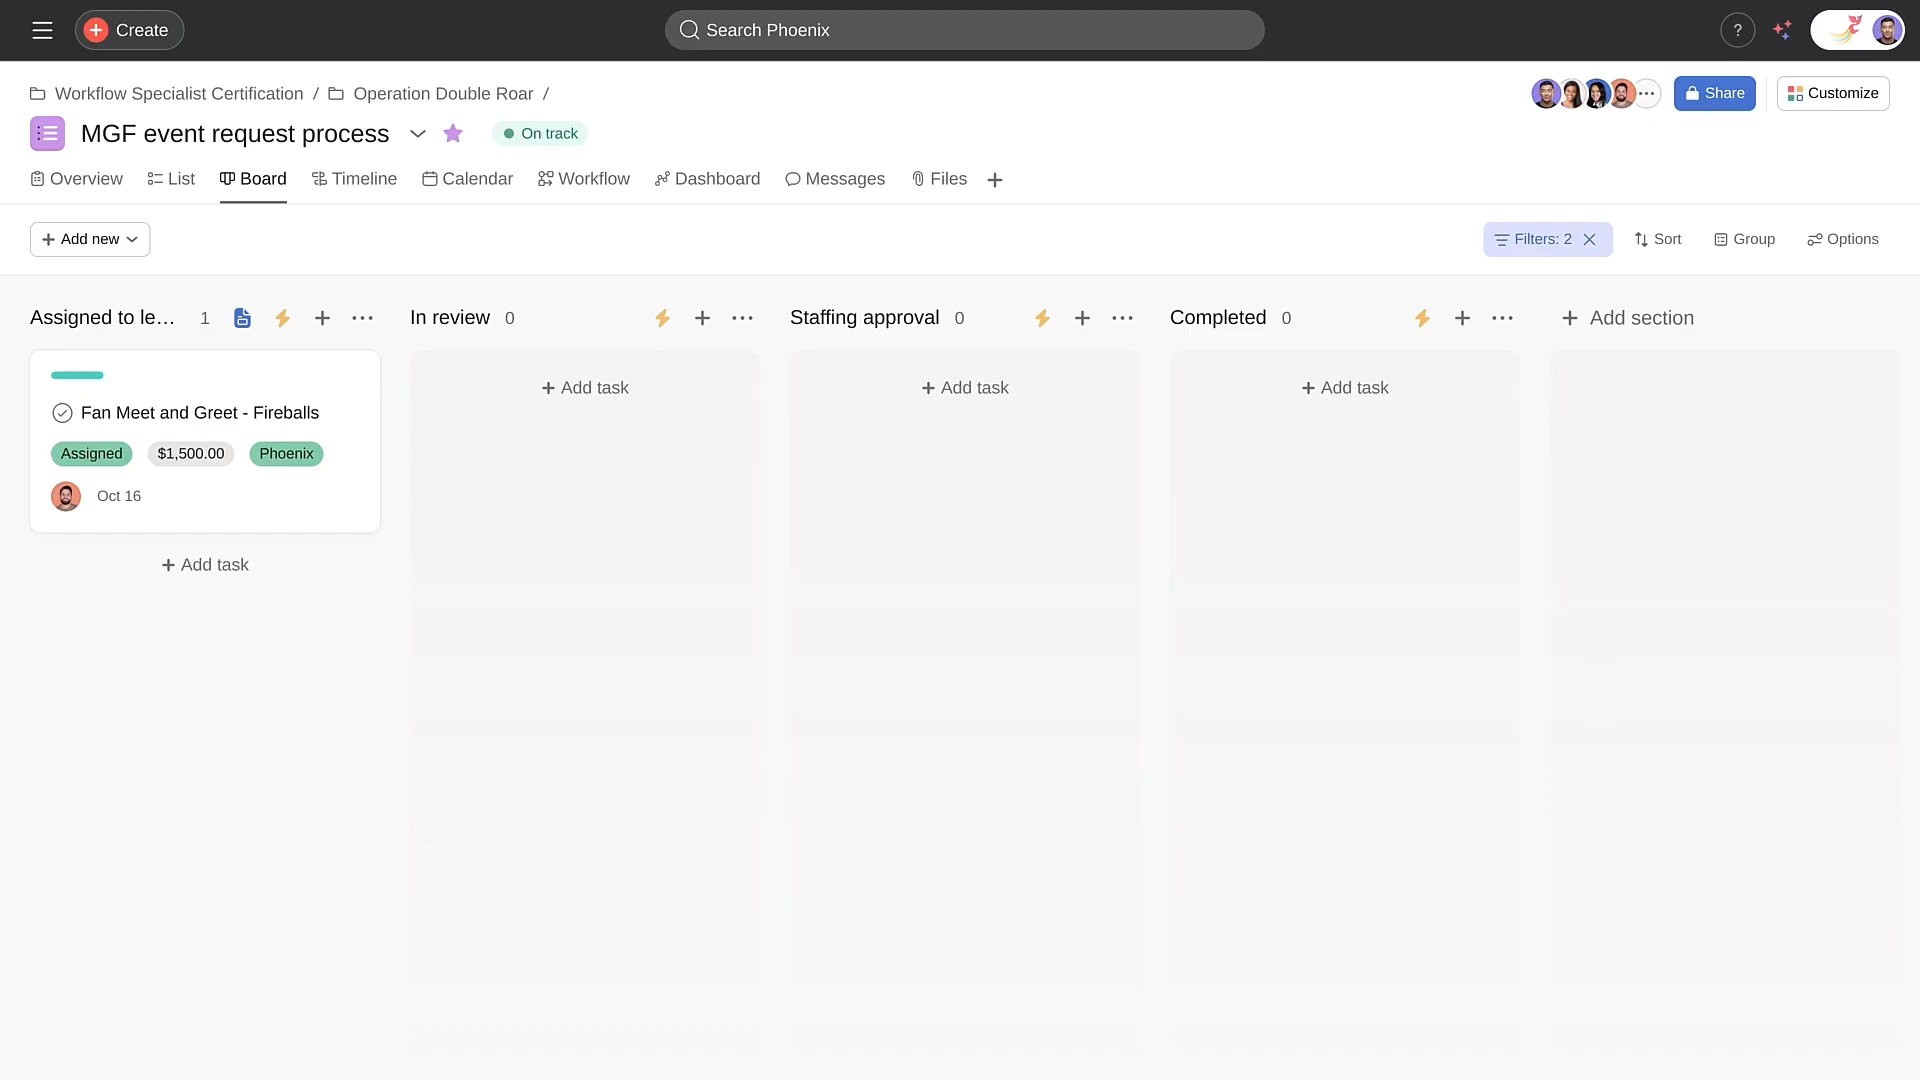 Create
Search Phoenix
?
Workflow Specialist Certification / Operation Double Roar /
Share
Customize
MGF event request process
On track
Overview
List
Board
Timeline
Calendar
Workflow
Dashboard
Messages
Files
Add new
Filters: 2
Sort
Group
Options
Assigned to le... 1
In review 0
Staffing approval 0
Completed 0
Add section
Fan Meet and Greet - Fireballs
Assigned
$1,500.00
Phoenix
Oct 16
Add task
Add task
Add task
Add task